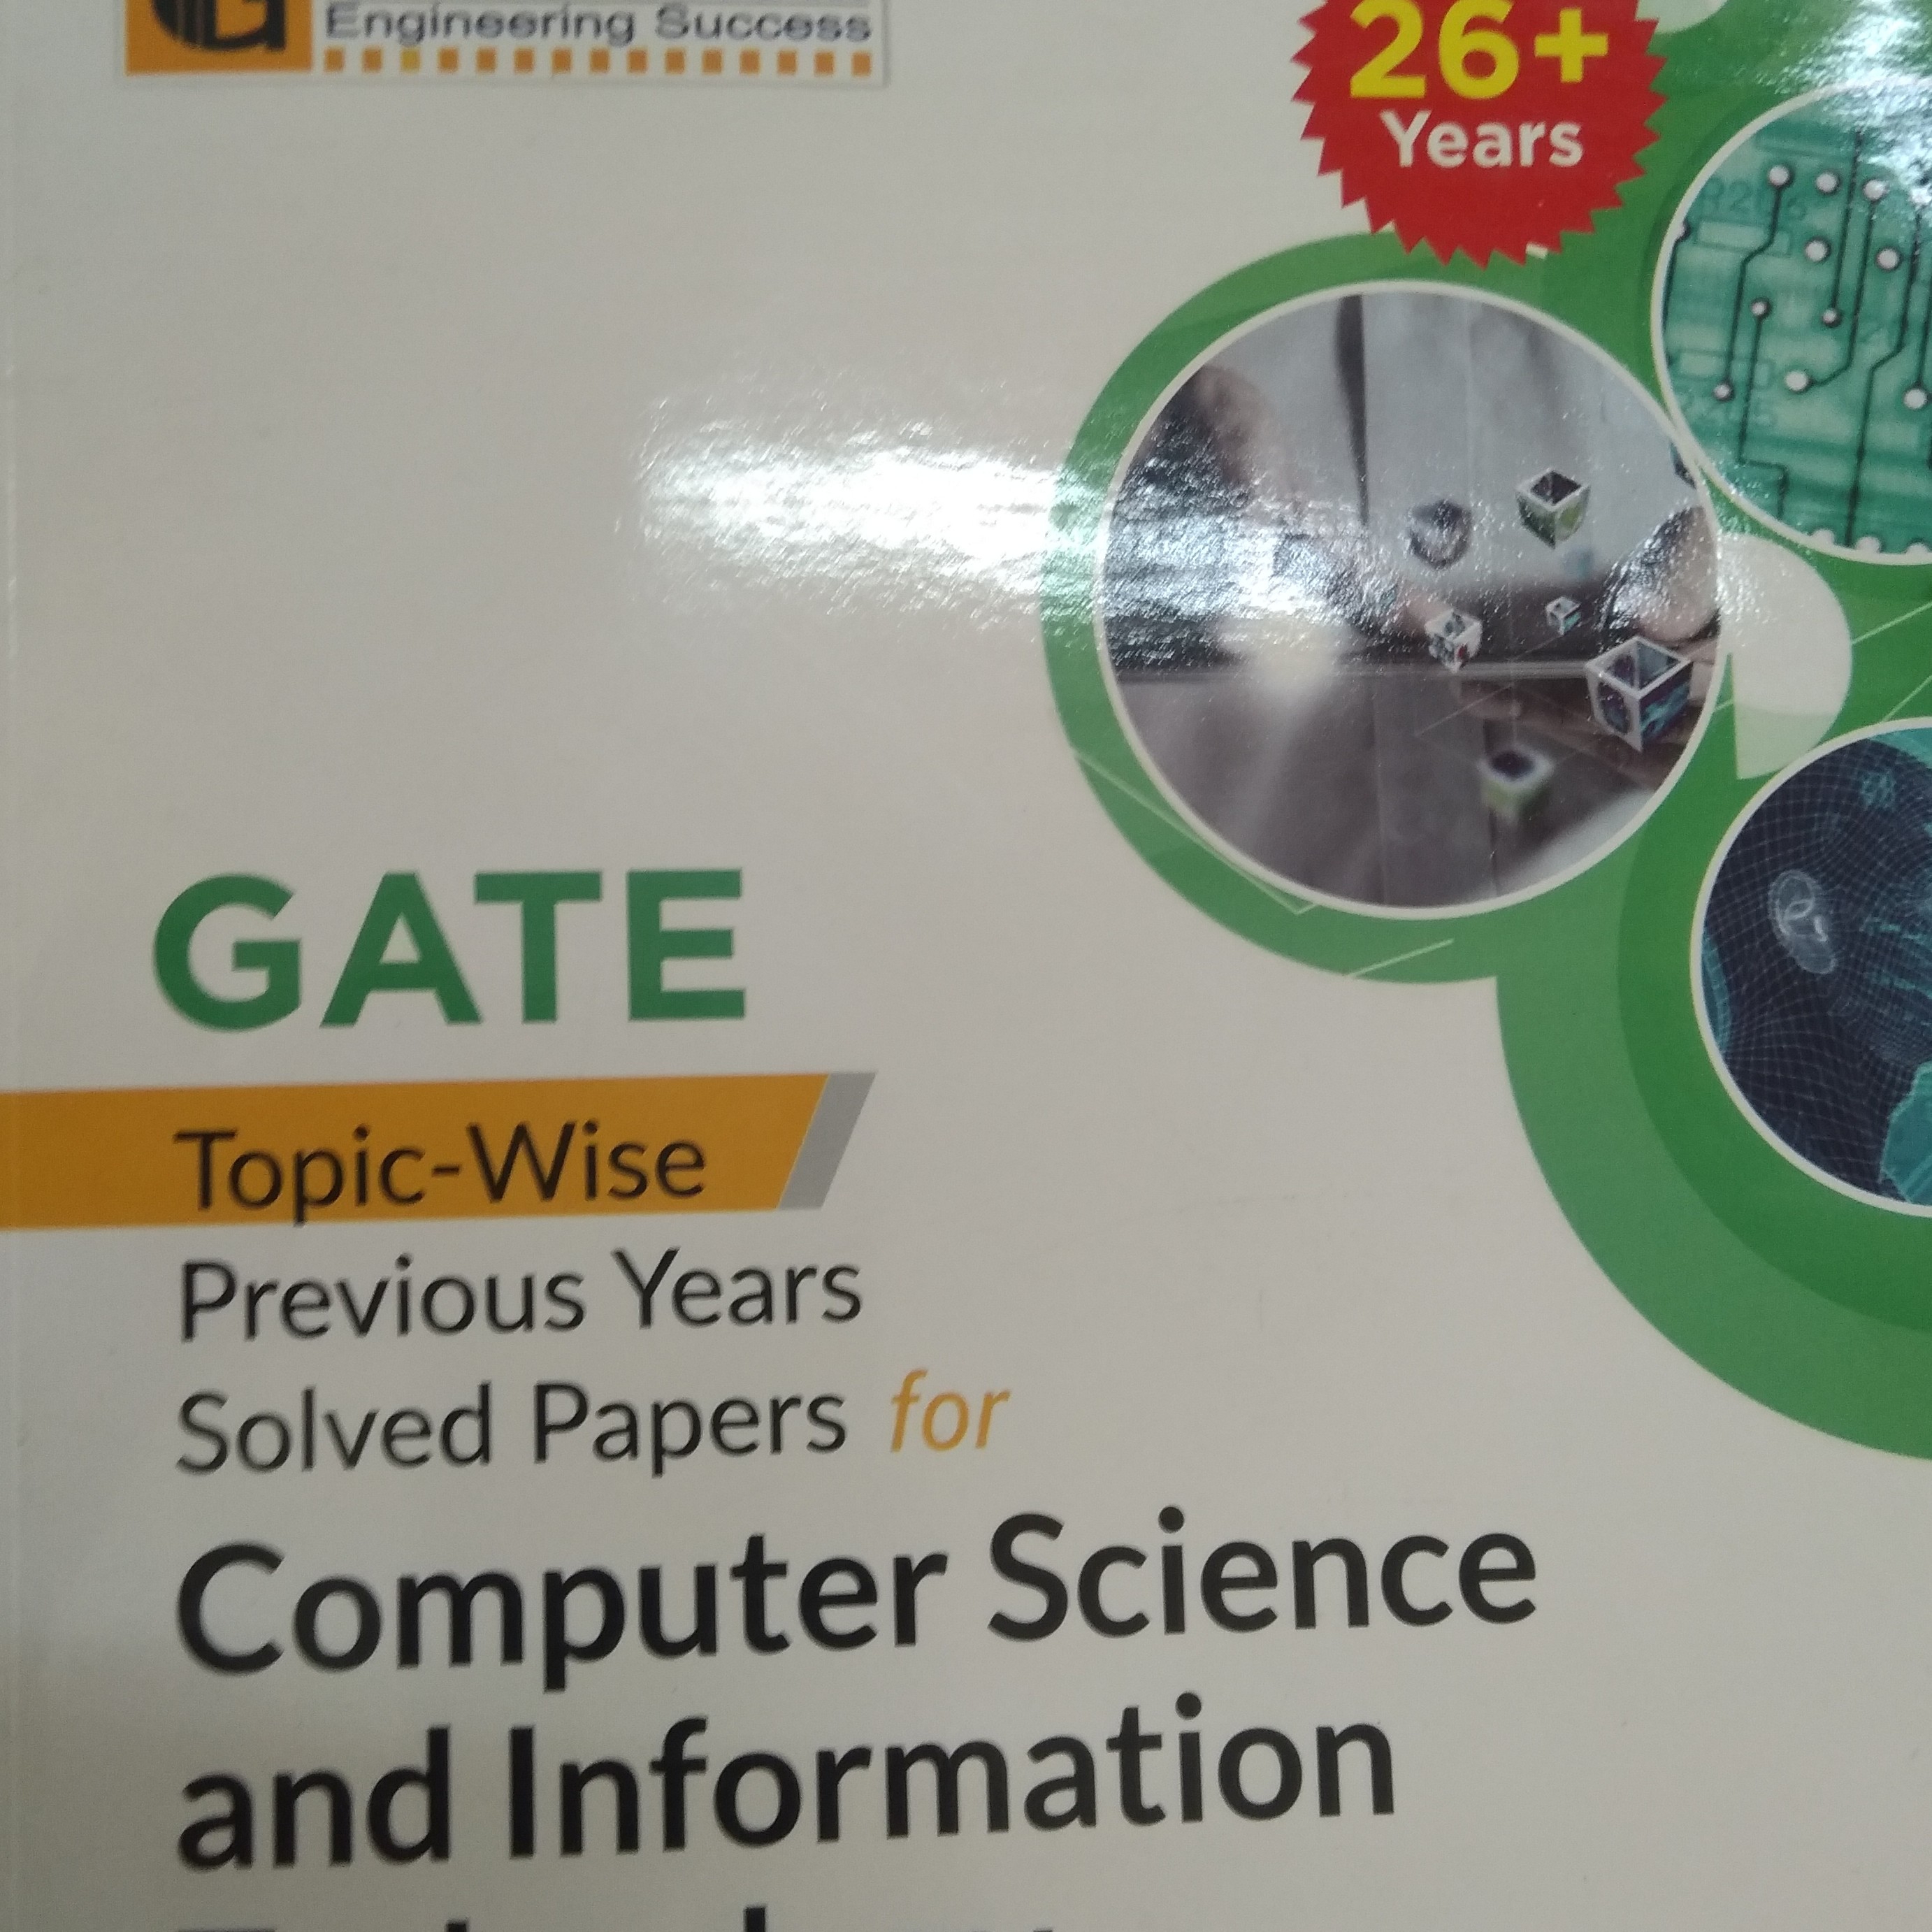 Engineering Success
26+
Years
GATE
Topic-Wise
Previous Years
Solved Papers for
Computer Science
and Information